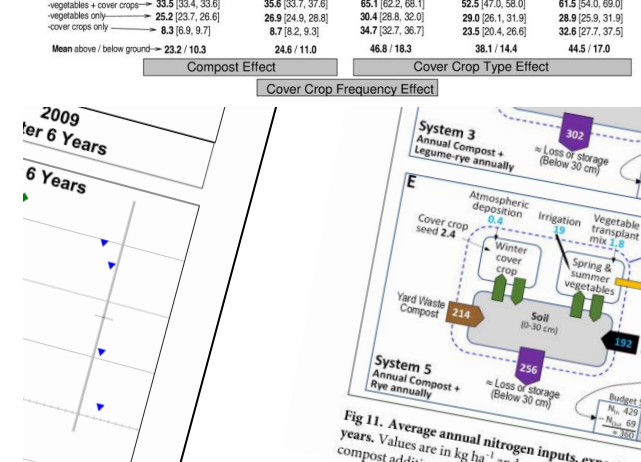 -vegetables + cover crops→ 33.5 [33.4, 33.6] 35.6 [33.7, 37.6] 65.1 [62.2, 68.1] 52.5 [47.0, 58.0] 61.5 [54.0, 69.0]
-vegetables only → 25.2 [23.7, 26.6] 26.9 [24.9, 28.8] 30.4 [28.8, 32.0] 29.0 [26.1, 31.9] 28.9 [25.9, 31.9]
-cover crops only → 8.3 [6.9, 9.7] 8.7 [8.2, 9.3] 34.7 [32.7, 36.7] 23.5 [20.4, 26.6] 32.6 [27.7, 37.5]
Mean above / below ground→ 23.2 / 10.3 24.6 / 11.0 46.8 / 18.3 38.1 / 14.4 44.5 / 17.0
Compost Effect Cover Crop Type Effect
Cover Crop Frequency Effect
2009
ter 6 Years
6 Years
System 3
Annual Compost +
Legume-rye annually
302
≈ Loss or storage
(Below 30 cm)
E
Atmospheric
deposition
0.4
Irrigation
19
Vegetable
transplant
mix 1.8
Cover crop
seed 2.4
Winter
cover
crop
Spring &
summer
vegetables
Yard Waste
Compost
214
Soil
(0-30 cm)
192
256
≈ Loss or storage
(Below 30 cm)
System 5
Annual Compost +
Rye annually
Budget
N In 429
- N Out 69
= 360
Fig 11. Average annual nitrogen inputs,
years. Values are in kg ha⁻¹ and
compost